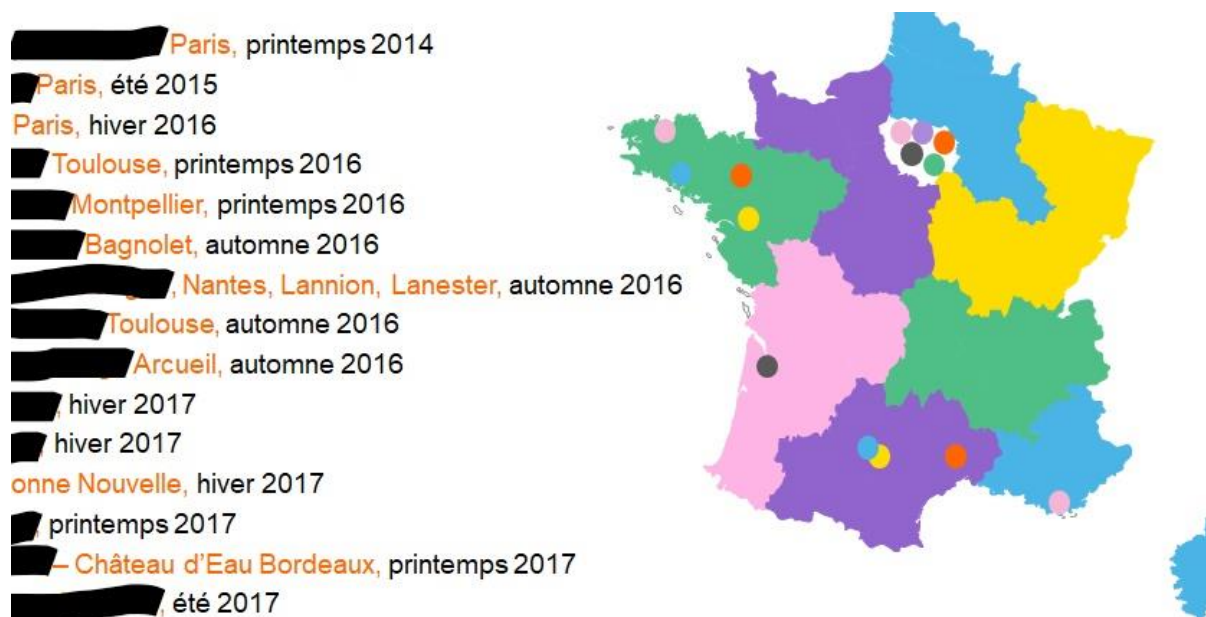 Paris, printemps 2014
Paris, été 2015
Paris, hiver 2016
Toulouse, printemps 2016
Montpellier, printemps 2016
Bagnolet, automne 2016
, Nantes, Lannion, Lanester, automne 2016
Toulouse, automne 2016
Arcueil, automne 2016
, hiver 2017
hiver 2017
onne Nouvelle, hiver 2017
, printemps 2017
– Château d’Eau Bordeaux, printemps 2017
, été 2017